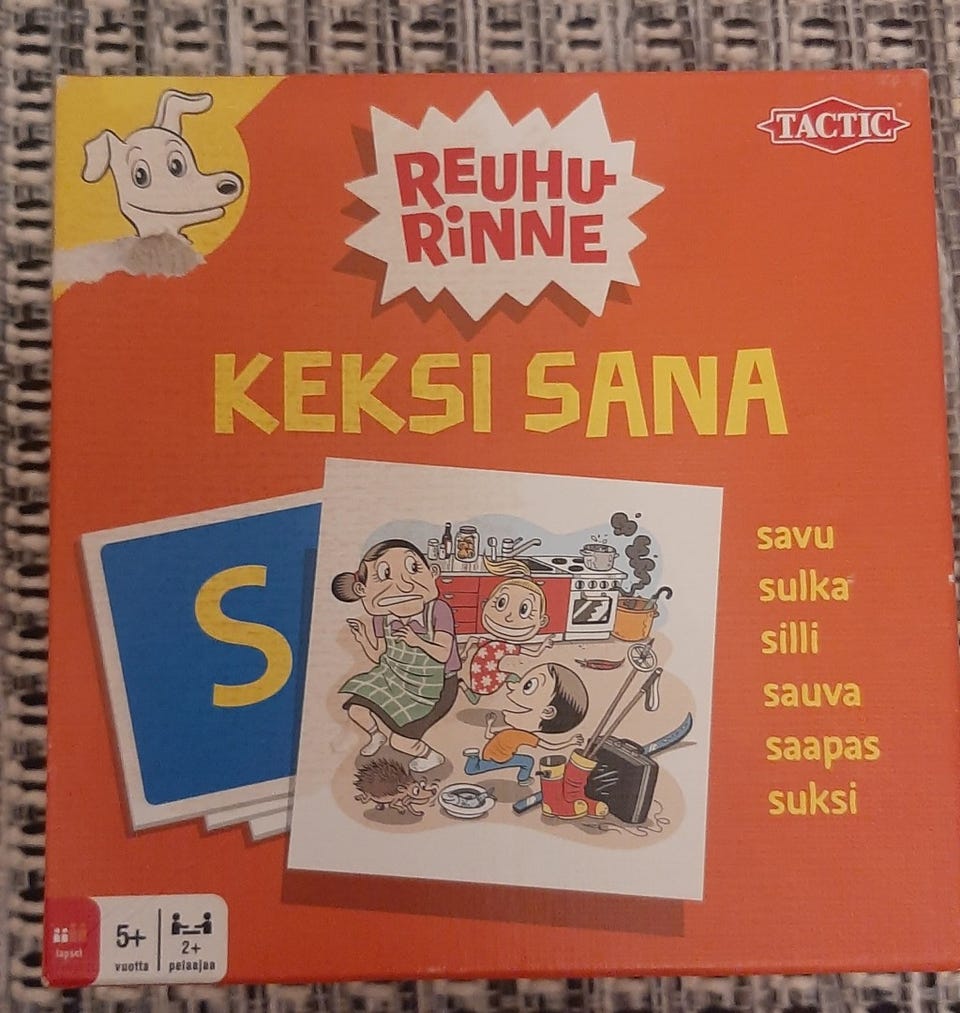 TACTIC
REUHU-
RINNE
KEKSI SANA
S
savu
sulka
silli
sauva
saapas
suksi
lapset
5+
vuotta
2+
pelaajaa